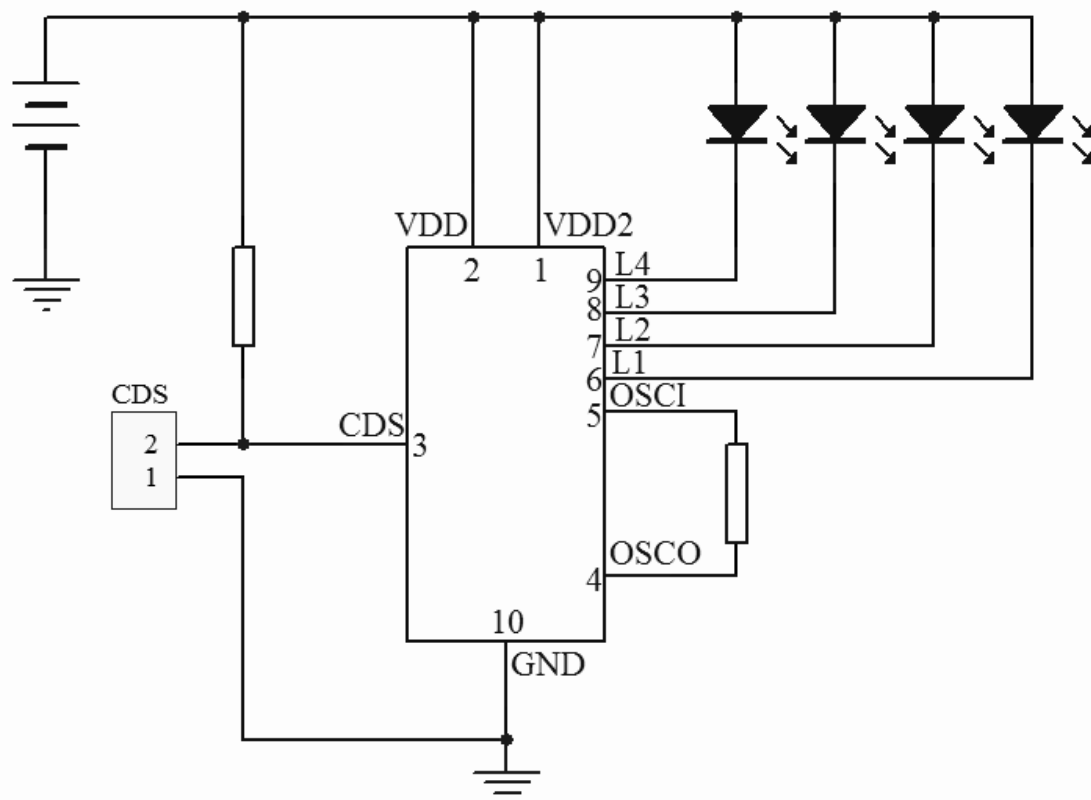 VDD VDD2
2 1
9 L4
8 L3
7 L2
6 L1
5 OSCI
CDS
CDS 3
2
1
4 OSCO
10
GND